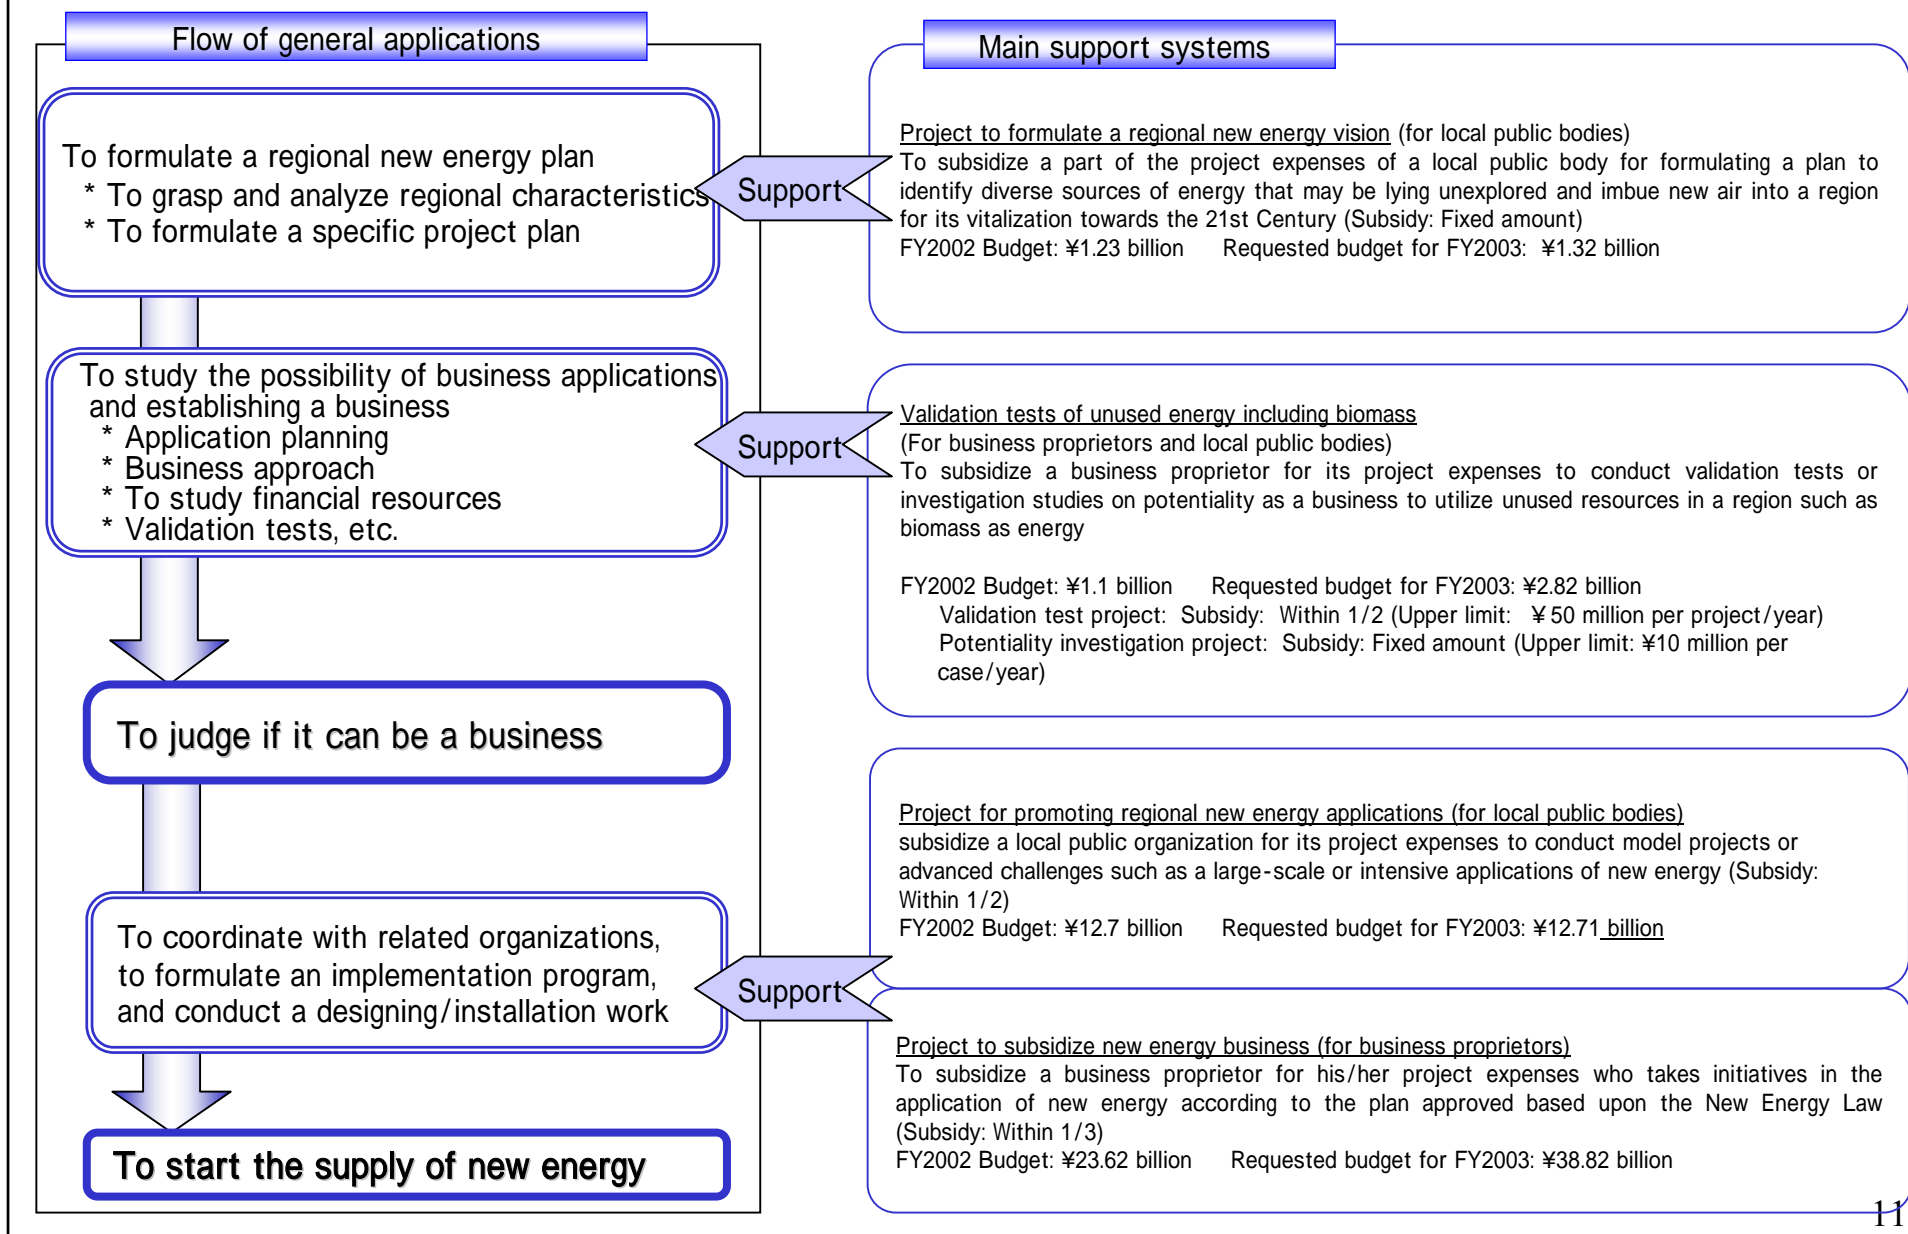 Flow of general applications
To formulate a regional new energy plan
* To grasp and analyze regional characteristics
* To formulate a specific project plan
To study the possibility of business applications
and establishing a business
* Application planning
* Business approach
* To study financial resources
* Validation tests, etc.
To judge if it can be a business
To coordinate with related organizations,
to formulate an implementation program,
and conduct a designing/installation work
To start the supply of new energy
Support
Support
Support
Main support systems
Project to formulate a regional new energy vision (for local public bodies)
To subsidize a part of the project expenses of a local public body for formulating a plan to
identify diverse sources of energy that may be lying unexplored and imbue new air into a region
for its vitalization towards the 21st Century (Subsidy: Fixed amount)
FY2002 Budget: ¥1.23 billion Requested budget for FY2003: ¥1.32 billion
Validation tests of unused energy including biomass
(For business proprietors and local public bodies)
To subsidize a business proprietor for its project expenses to conduct validation tests or
investigation studies on potentiality as a business to utilize unused resources in a region such as
biomass as energy
FY2002 Budget: ¥1.1 billion Requested budget for FY2003: ¥2.82 billion
Validation test project: Subsidy: Within 1/2 (Upper limit: ¥ 50 million per project/year)
Potentiality investigation project: Subsidy: Fixed amount (Upper limit: ¥10 million per
case/year)
Project for promoting regional new energy applications (for local public bodies)
subsidize a local public organization for its project expenses to conduct model projects or
advanced challenges such as a large-scale or intensive applications of new energy (Subsidy:
Within 1/2)
FY2002 Budget: ¥12.7 billion Requested budget for FY2003: ¥12.71 billion
Project to subsidize new energy business (for business proprietors)
To subsidize a business proprietor for his/her project expenses who takes initiatives in the
application of new energy according to the plan approved based upon the New Energy Law
(Subsidy: Within 1/3)
FY2002 Budget: ¥23.62 billion Requested budget for FY2003: ¥38.82 billion
11